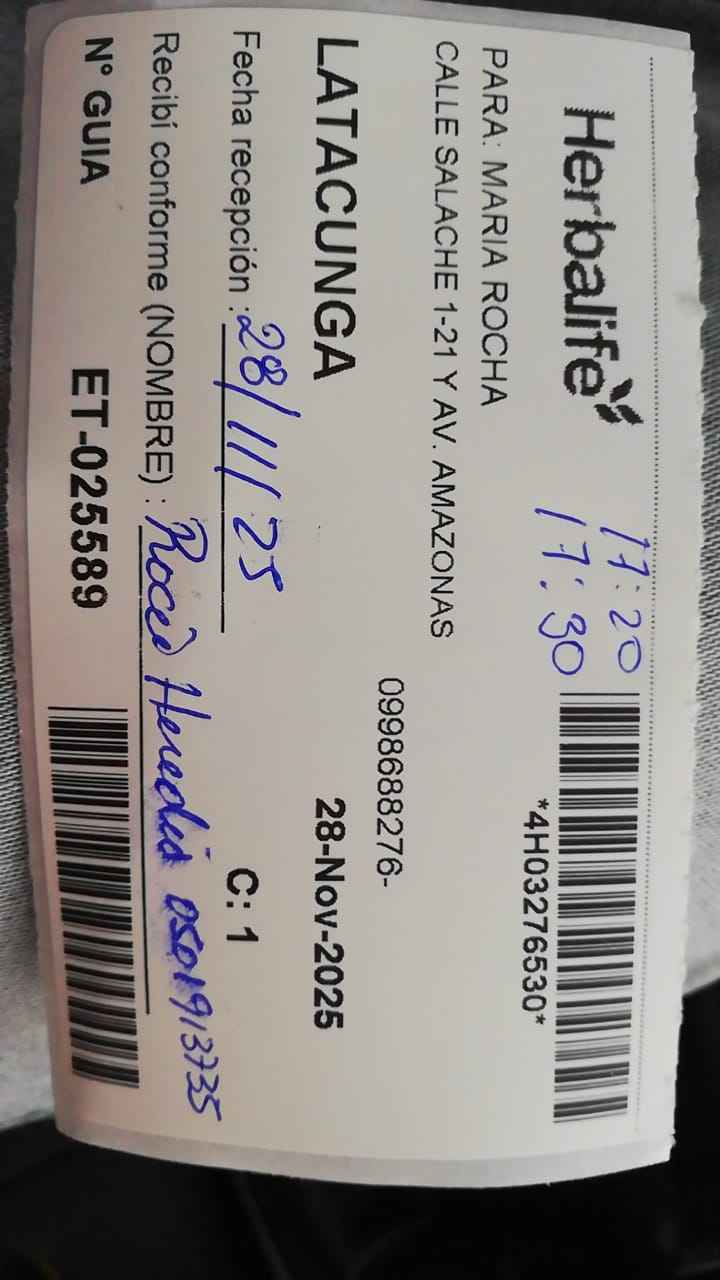 Herbalife
17:20
17:30
*4H03276530*
PARA: MARIA ROCHA
CALLE SALACHE 1-21 Y AV. AMAZONAS
0998688276-
LATACUNGA 28-Nov-2025
Fecha recepción : 28/11/25 C: 1
Recibí conforme (NOMBRE) : Rocío Heredia 0501913735
N° GUIA ET-025589